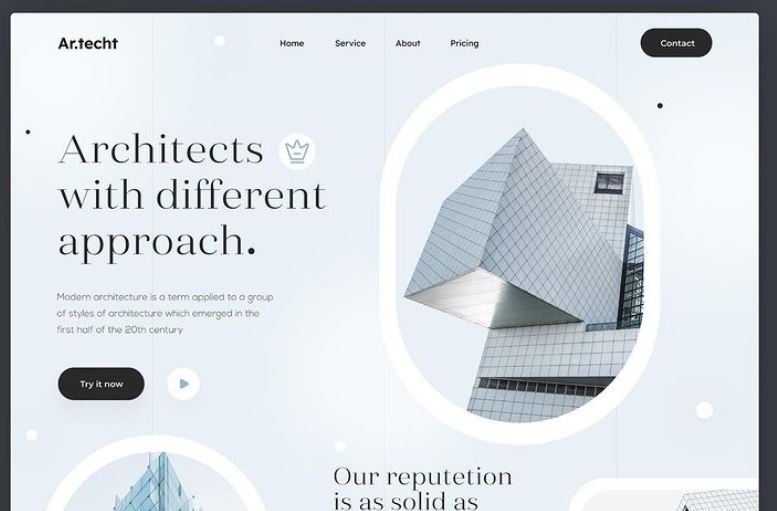 Ar.techt
Home Service About Pricing
Contact
Architects
with different
approach.
Modern architecture is a term applied to a group
of styles of architecture which emerged in the
first half of the 20th century
Try it now
Our reputetion
is as solid as